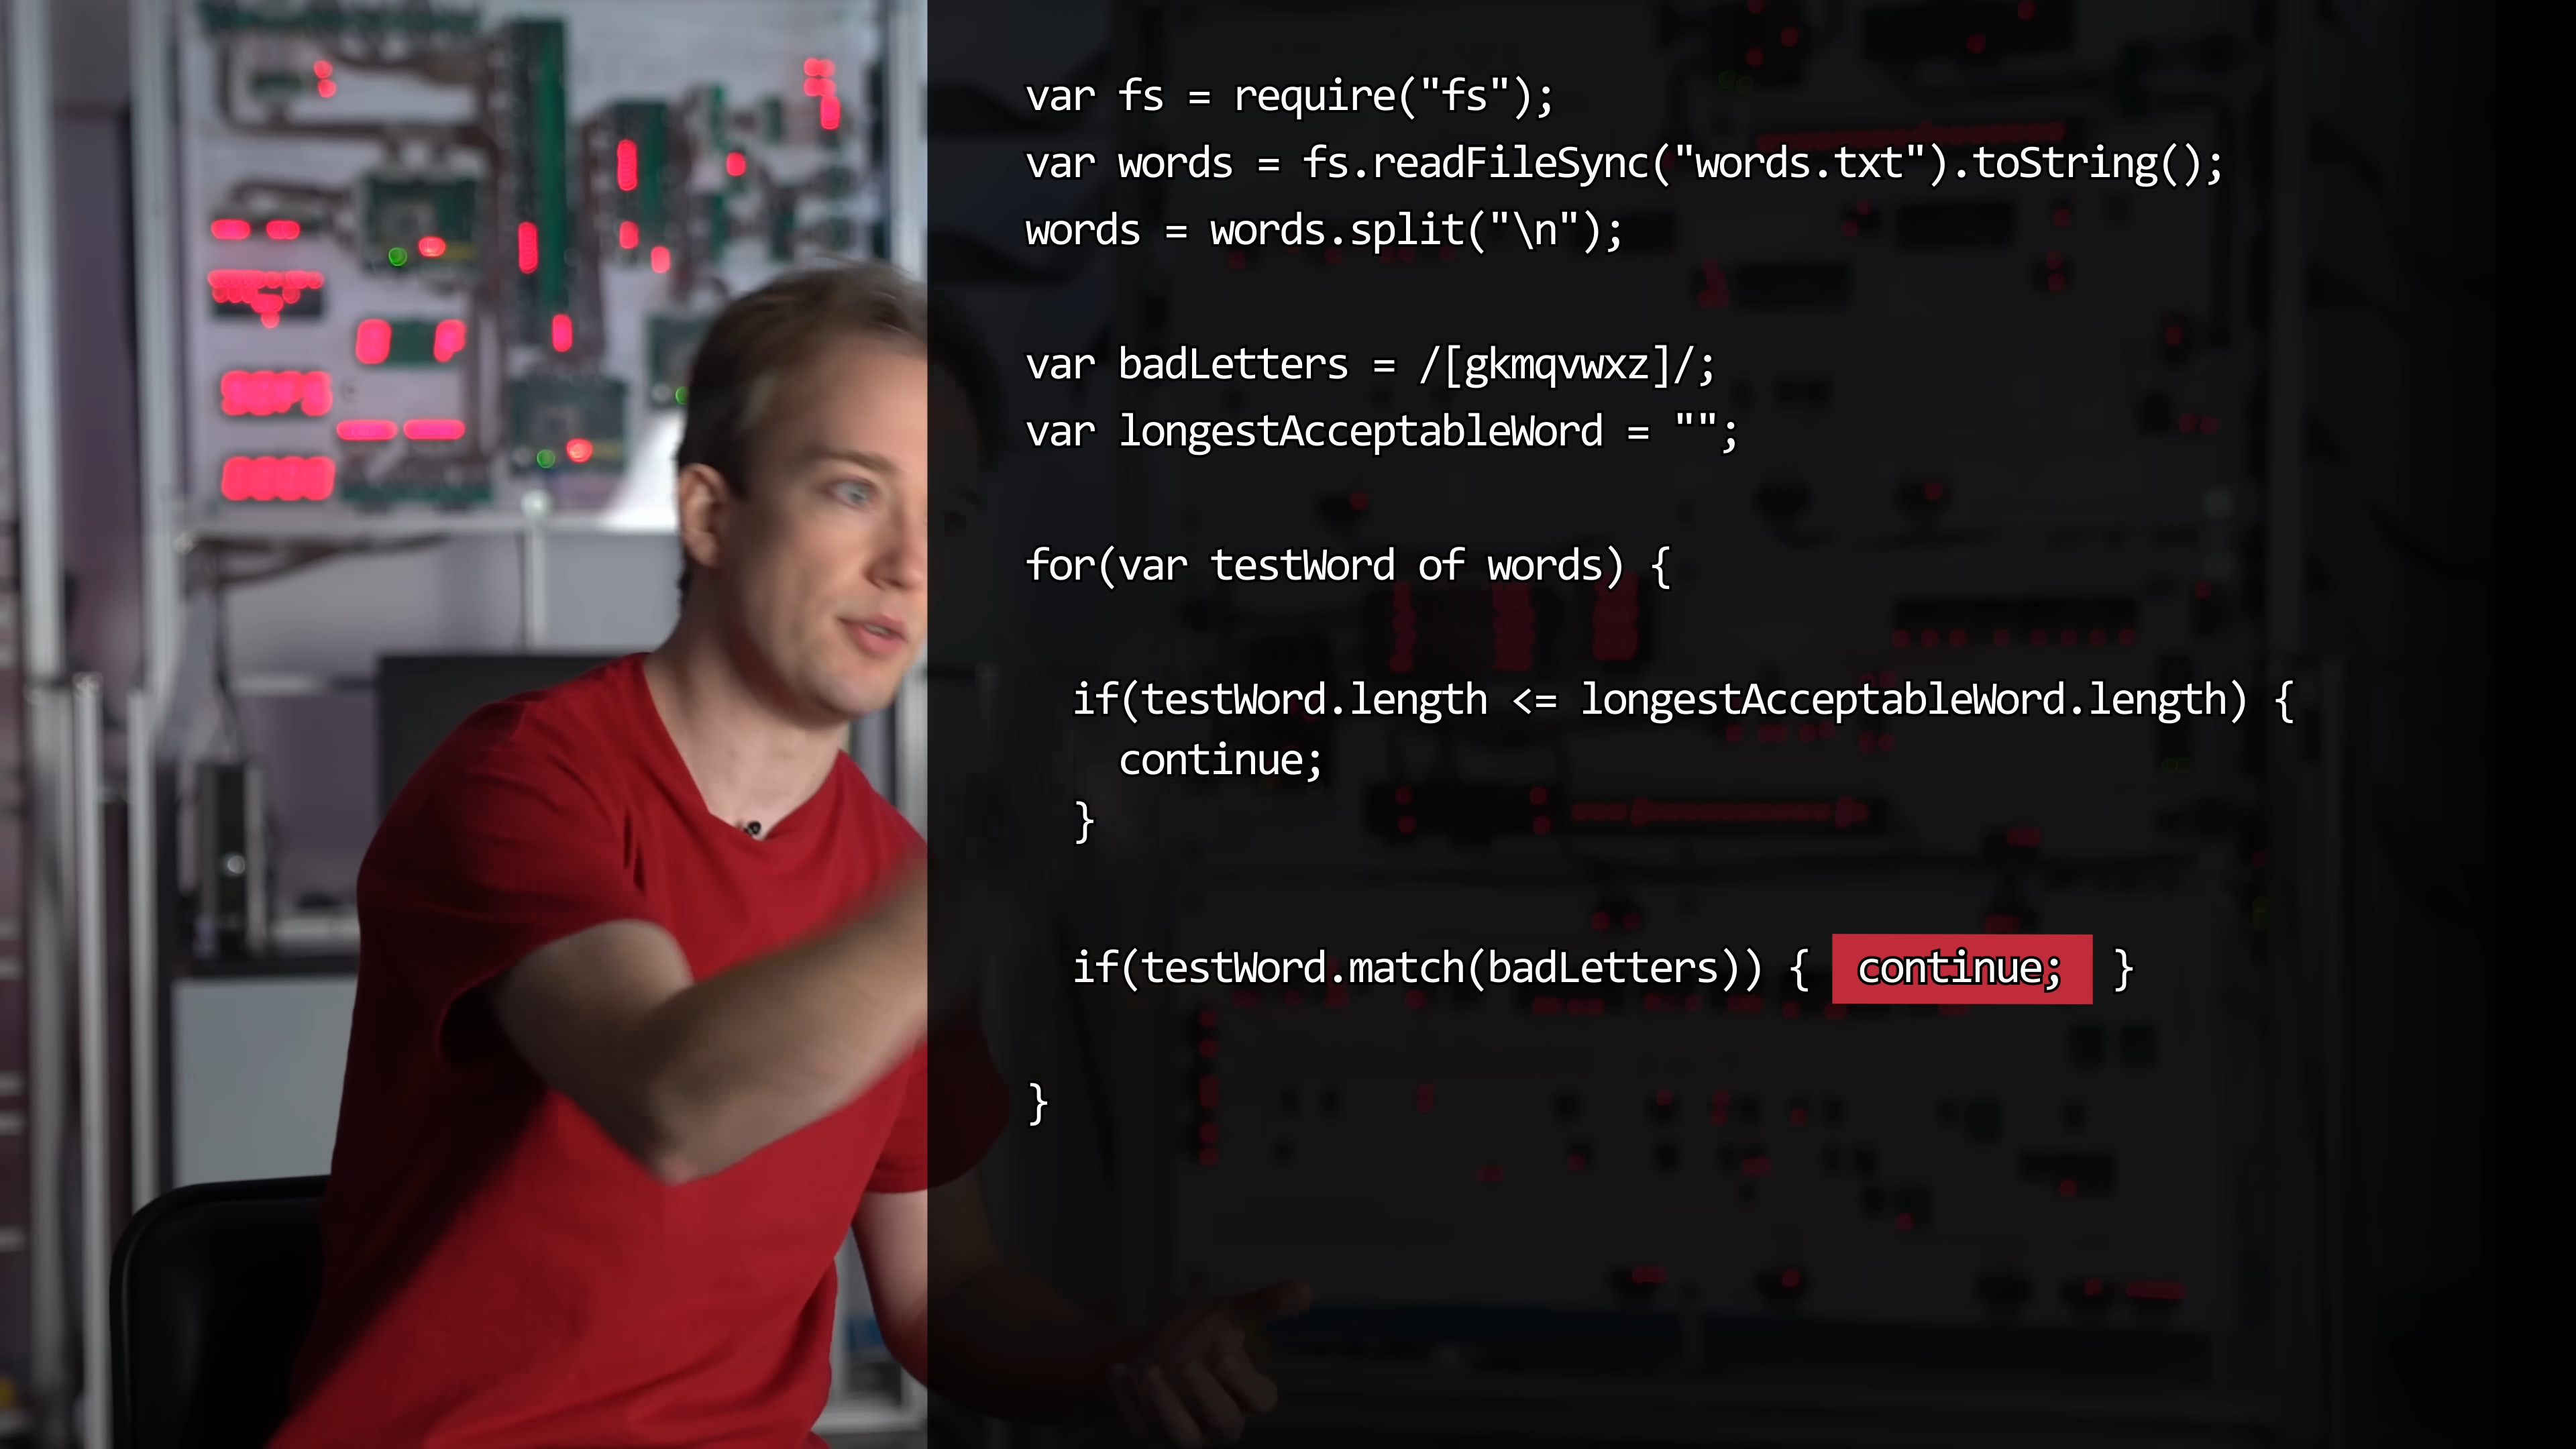 var fs = require("fs");
var words = fs.readFileSync("words.txt").toString();
words = words.split("\n");
var badLetters = /[gkmqvwxz]/;
var longestAcceptableWord = "";
for(var testWord of words) {
if(testWord.length <= longestAcceptableWord.length) {
continue;
}
if(testWord.match(badLetters)) { continue; }
}